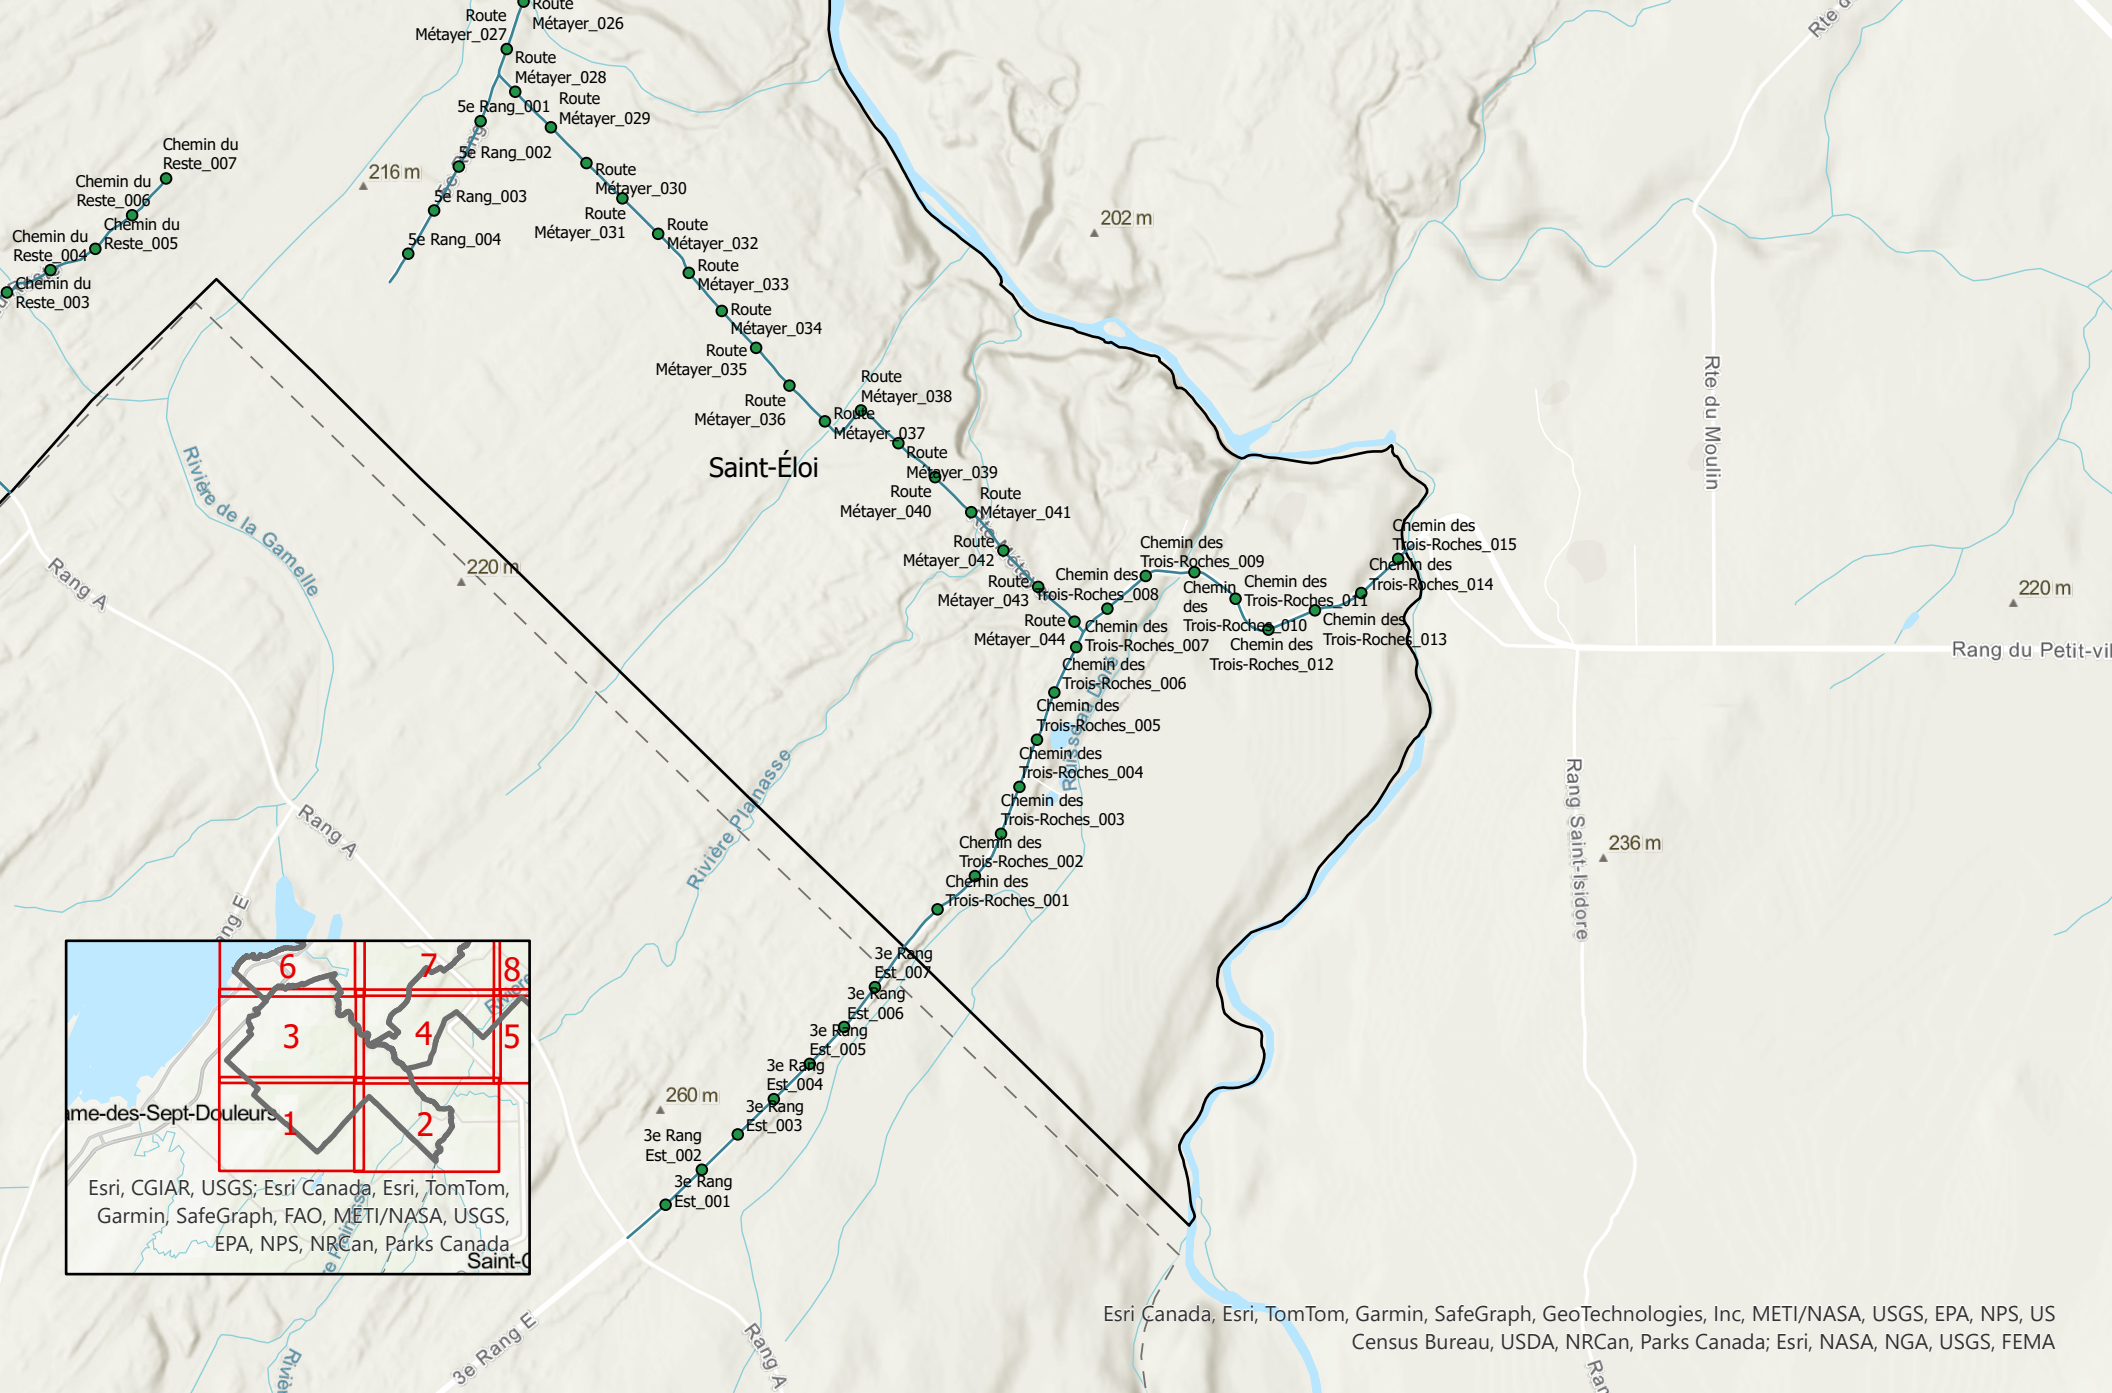 Route
Métayer_026
Route
Métayer_027
Route
Métayer_028
Route
Métayer_029
5e Rang_001
5e Rang_002
5e Rang_003
5e Rang_004
Chemin du
Reste_007
Chemin du
Reste_006
Chemin du
Reste_005
Chemin du
Reste_004
Chemin du
Reste_003
216 m
Route
Métayer_030
Route
Métayer_031
Route
Métayer_032
Route
Métayer_033
Route
Métayer_034
Route
Métayer_035
Route
Métayer_036
Route
Métayer_037
Route
Métayer_038
Route
Métayer_039
Route
Métayer_040
Route
Métayer_041
Route
Métayer_042
Route
Métayer_043
Route
Métayer_044
202 m
Saint-Éloi
Rte du Moulin
Rivière de la Gamelle
220 m
Rang A
Chemin des
Trois-Roches_015
Chemin des
Trois-Roches_014
Chemin des
Trois-Roches_013
Chemin des
Trois-Roches_012
Chemin des
Trois-Roches_011
Chemin
des
Trois-Roches_010
Chemin des
Trois-Roches_009
Chemin des
Trois-Roches_008
Chemin des
Trois-Roches_007
Chemin des
Trois-Roches_006
Chemin des
Trois-Roches_005
Chemin des
Trois-Roches_004
Chemin des
Trois-Roches_003
Chemin des
Trois-Roches_002
Chemin des
Trois-Roches_001
220 m
Rang du Petit-vil
Rang Saint-Isidore
236 m
Rivière Plainasse
Rang A
Rang E
3e Rang
Est_007
3e Rang
Est_006
3e Rang
Est_005
3e Rang
Est_004
3e Rang
Est_003
3e Rang
Est_002
3e Rang
Est_001
260 m
6
7
8
3
4
5
1
2
ame-des-Sept-Douleurs
Rivière
Saint-
Esri, CGIAR, USGS; Esri Canada, Esri, TomTom,
Garmin, SafeGraph, FAO, METI/NASA, USGS,
EPA, NPS, NRCan, Parks Canada
3e Rang E
Rang A
Rivièr
Ran
Esri Canada, Esri, TomTom, Garmin, SafeGraph, GeoTechnologies, Inc, METI/NASA, USGS, EPA, NPS, US
Census Bureau, USDA, NRCan, Parks Canada; Esri, NASA, NGA, USGS, FEMA